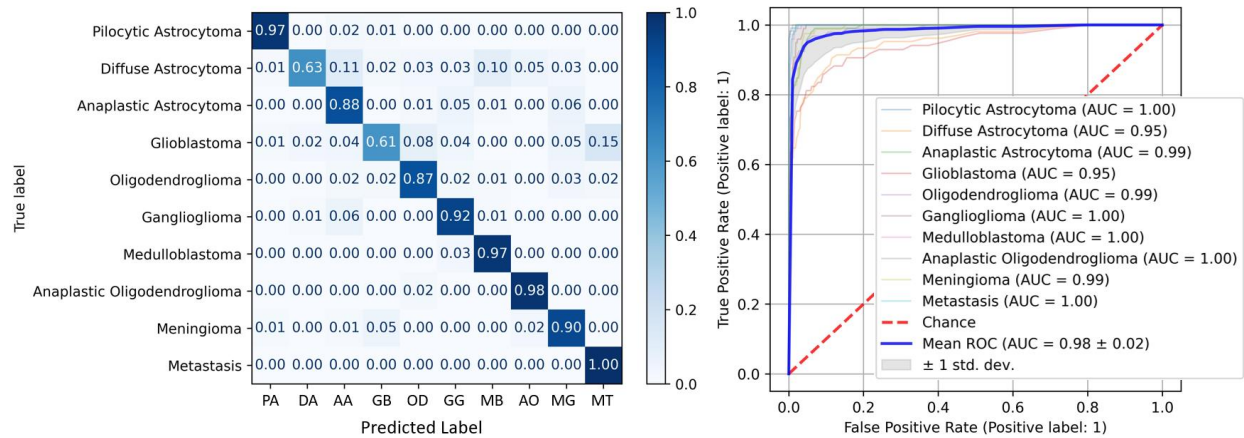 True label
Pilocytic Astrocytoma 0.97 0.00 0.02 0.01 0.00 0.00 0.00 0.00 0.00 0.00
Diffuse Astrocytoma 0.01 0.63 0.11 0.02 0.03 0.03 0.10 0.05 0.03 0.00
Anaplastic Astrocytoma 0.00 0.00 0.88 0.00 0.01 0.05 0.01 0.00 0.06 0.00
Glioblastoma 0.01 0.02 0.04 0.61 0.08 0.04 0.00 0.04 0.01 0.15
Oligodendroglioma 0.00 0.00 0.02 0.02 0.87 0.02 0.01 0.00 0.03 0.02
Ganglioglioma 0.00 0.01 0.06 0.00 0.00 0.92 0.01 0.00 0.00 0.00
Medulloblastoma 0.00 0.00 0.00 0.00 0.00 0.03 0.97 0.00 0.00 0.00
Anaplastic Oligodendroglioma 0.00 0.00 0.00 0.00 0.02 0.00 0.00 0.98 0.00 0.00
Meningioma 0.01 0.00 0.01 0.05 0.00 0.00 0.00 0.02 0.90 0.00
Metastasis 0.00 0.00 0.00 0.00 0.00 0.00 0.00 0.00 0.00 1.00
PA DA AA GB OD GG MB AO MG MT
Predicted Label
1.0
0.8
0.6
0.4
0.2
0.0
True Positive Rate (Positive label: 1)
1.0
0.8
0.6
0.4
0.2
0.0
Pilocytic Astrocytoma (AUC = 1.00)
Diffuse Astrocytoma (AUC = 0.95)
Anaplastic Astrocytoma (AUC = 0.99)
Glioblastoma (AUC = 0.95)
Oligodendroglioma (AUC = 0.99)
Ganglioglioma (AUC = 1.00)
Medulloblastoma (AUC = 1.00)
Anaplastic Oligodendroglioma (AUC = 1.00)
Meningioma (AUC = 0.99)
Metastasis (AUC = 1.00)
Chance
Mean ROC (AUC = 0.98 ± 0.02)
± 1 std. dev.
0.0 0.2 0.4 0.6 0.8 1.0
False Positive Rate (Positive label: 1)